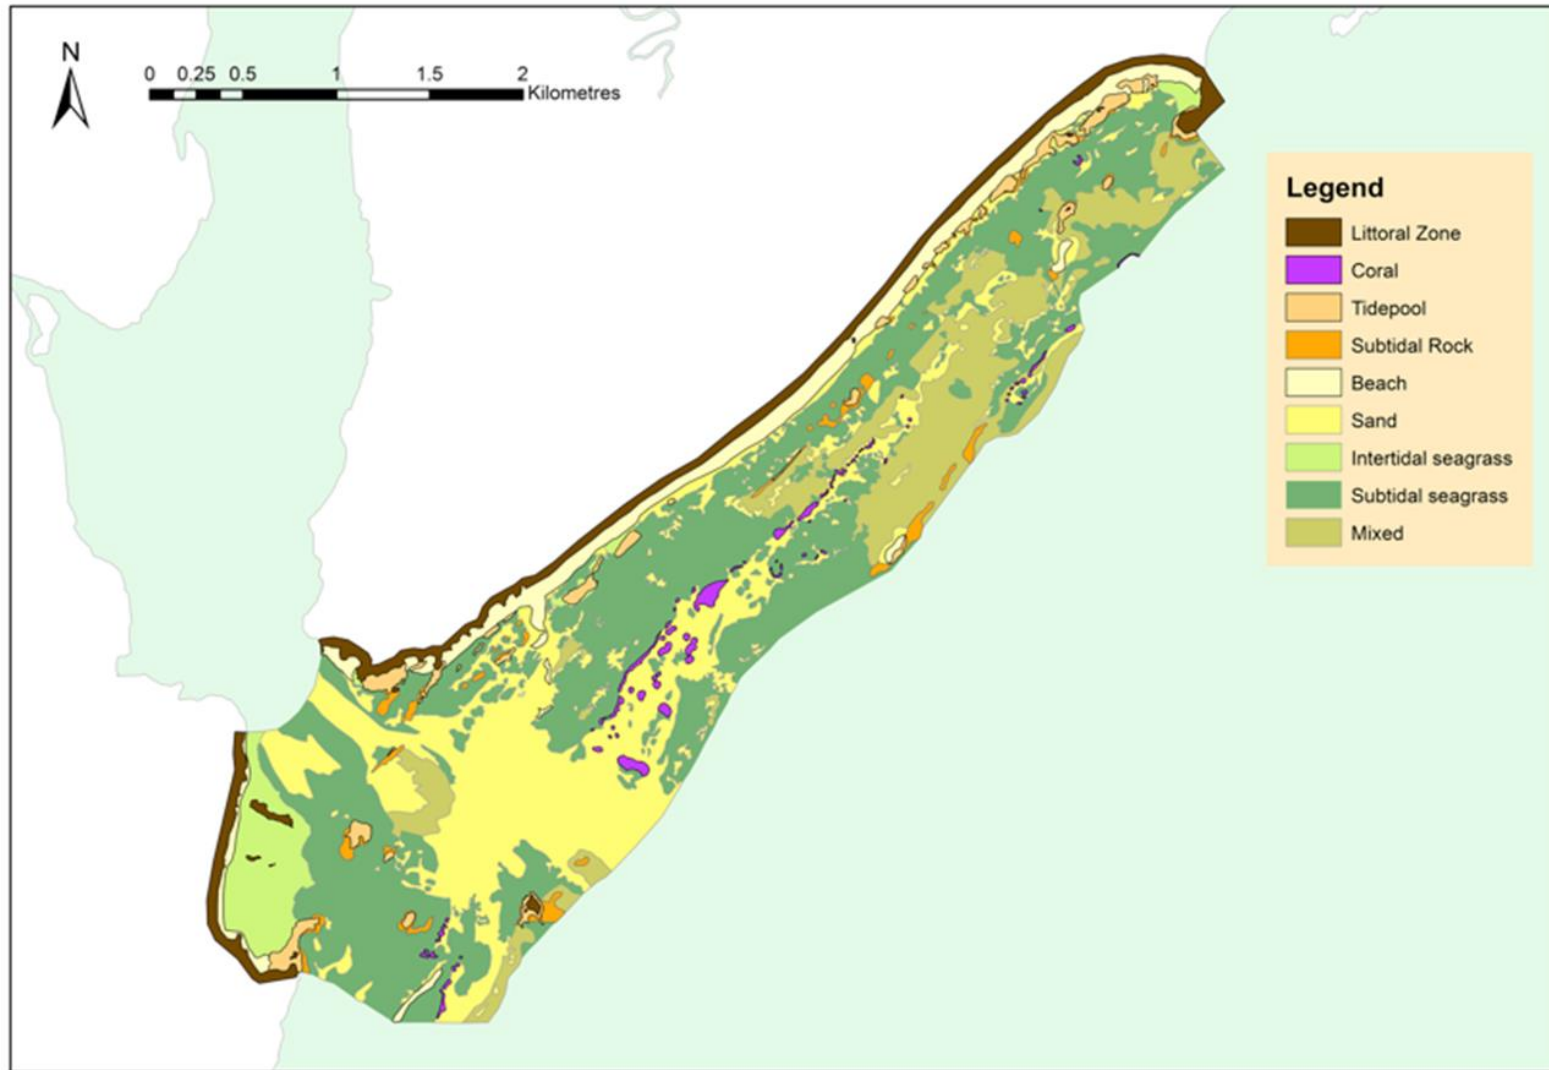 N
0 0.25 0.5 1 1.5 2
Kilometres
Legend
Littoral Zone
Coral
Tidepool
Subtidal Rock
Beach
Sand
Intertidal seagrass
Subtidal seagrass
Mixed